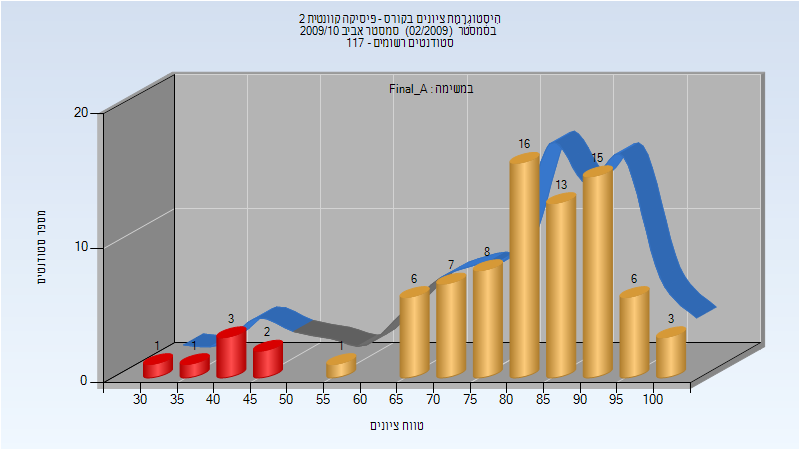 היסטוגרמת ציונים בקורס - פיסיקה קוונטית 2
בסמסטר (02/2009) סמסטר אביב 2009/10
סטודנטים רשומים - 117
במשימה : Final_A
מספר סטודנטים
20
10
0
1
1
3
2
1
6
7
8
16
13
15
6
3
30 35 40 45 50 55 60 65 70 75 80 85 90 95 100
טווח ציונים